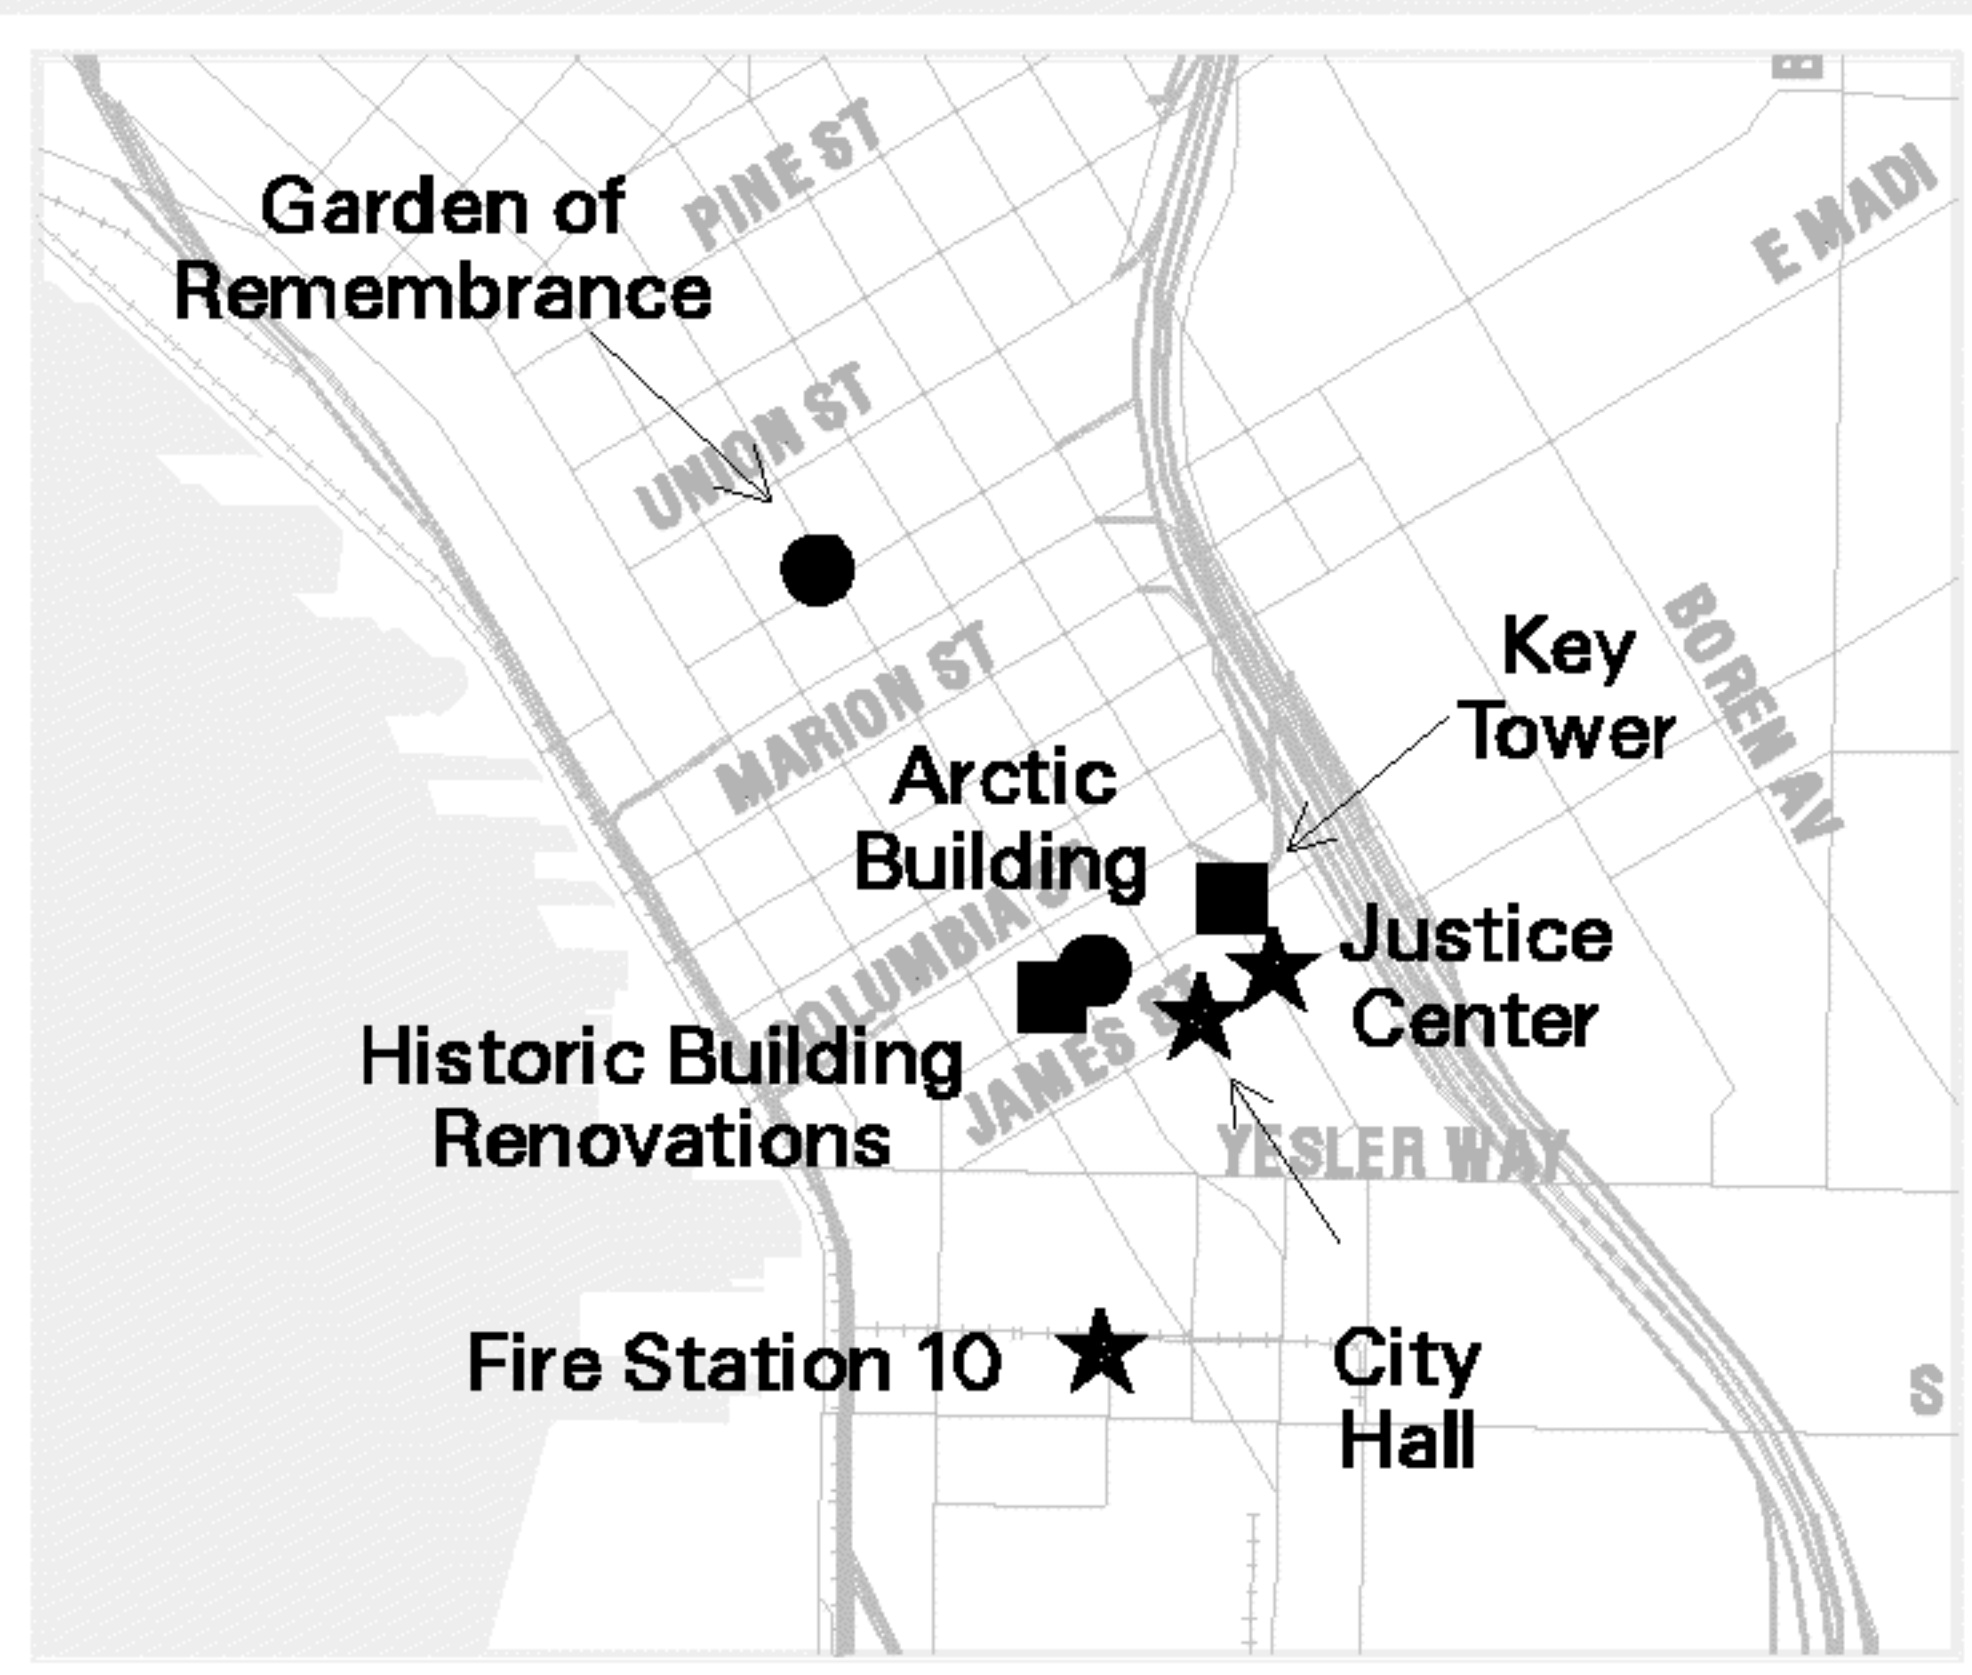 PINE ST
E MADI
Garden of
Remembrance
UNION ST
BOREN AV
Key
Tower
MARION ST
Arctic
Building
COLUMBIA ST
Justice
Center
Historic Building
Renovations
JAMES ST
YESLER WAY
Fire Station 10
City
Hall
S